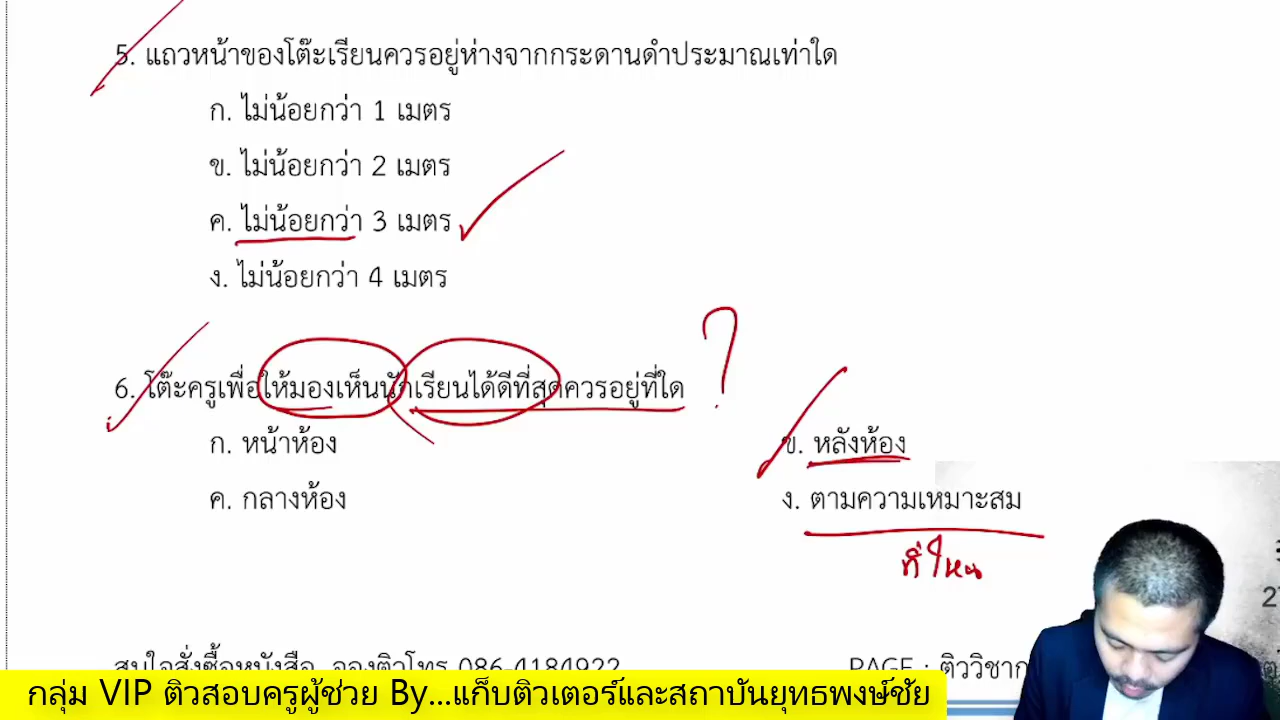 5. แถวหน้าของโต๊ะเรียนควรอยู่ห่างจากกระดานดำประมาณเท่าใด
ก. ไม่น้อยกว่า 1 เมตร
ข. ไม่น้อยกว่า 2 เมตร
ค. ไม่น้อยกว่า 3 เมตร
ง. ไม่น้อยกว่า 4 เมตร
6. โต๊ะครูเพื่อให้มองเห็นนักเรียนได้ดีที่สุดควรอยู่ที่ใด ?
ก. หน้าห้อง ข. หลังห้อง
ค. กลางห้อง ง. ตามความเหมาะสม
ที่ไหน
สนใจสั่งซื้อหนังสือ จองติวโทร 086-4184922 PAGE : ติววิชาก
กลุ่ม VIP ติวสอบครูผู้ช่วย By...แก็บติวเตอร์และสถาบันยุทธพงษ์ชัย